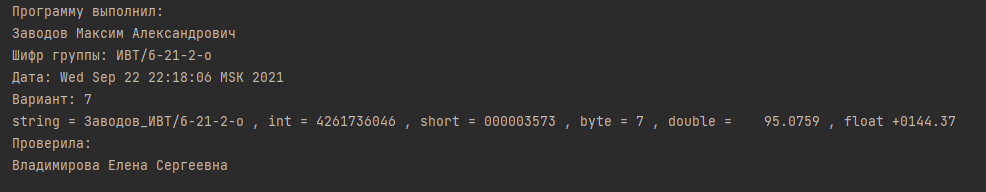 Программу выполнил:
Заводов Максим Александрович
Шифр группы: ИВТ/б-21-2-о
Дата: Wed Sep 22 22:18:06 MSK 2021
Вариант: 7
string = Заводов_ИВТ/б-21-2-о , int = 4261736046 , short = 000003573 , byte = 7 , double =    95.0759 , float +0144.37
Проверила:
Владимирова Елена Сергеевна